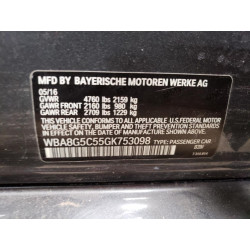 MFD BY BAYERISCHE MOTOREN WERKE AG
05/16
GVWR 4760 lbs 2159 kg
GAWR FRONT 2160 lbs 980 kg
GAWR REAR 2709 lbs 1229 kg
THIS VEHICLE CONFORMS TO ALL APPLICABLE
U.S. FEDERAL MOTOR VEHICLE
SAFETY, BUMPER AND THEFT PREVENTION
STANDARDS IN EFFECT ON THE DATE OF
MANUFACTURE SHOWN ABOVE.
WBA8G5C55GK753098 TYPE: PASSENGER CAR